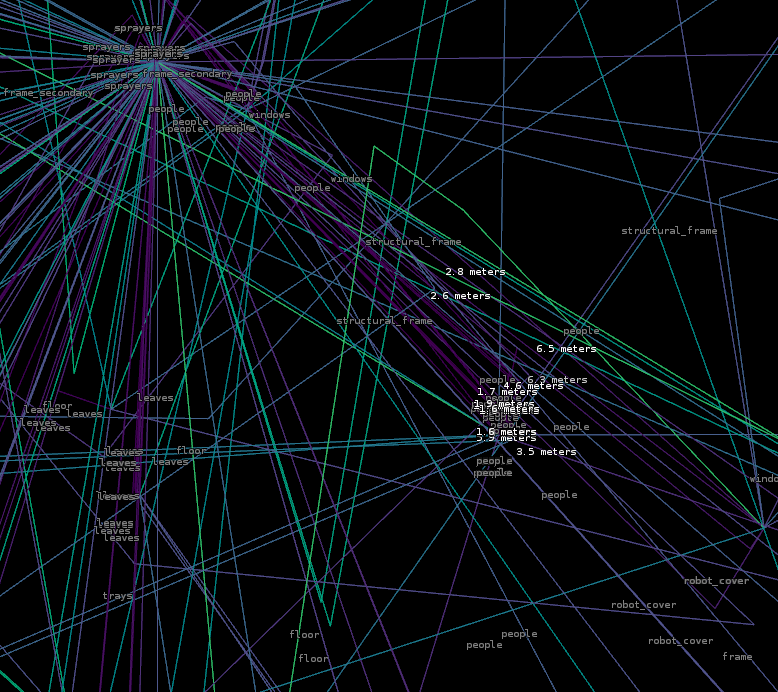 sprayers
sprayers
sprayers
sprayers
sprayers
sprayers
frame_secondary
sprayers
frame_secondary
people
people
people
windows
people
people
people
windows
people
structural_frame
structural_frame
2.8 meters
2.6 meters
structural_frame
people
6.5 meters
people
6.3 meters
4.6 meters
1.7 meters
1.9 meters
1.6 meters
people
people
1.6 meters
3.5 meters
people
people
people
people
leaves
floor
leaves
leaves
leaves
leaves
floor
leaves
leaves
leaves
leaves
leaves
leaves
leaves
leaves
trays
floor
floor
people
people
robot_cover
robot_cover
robot_cover
frame